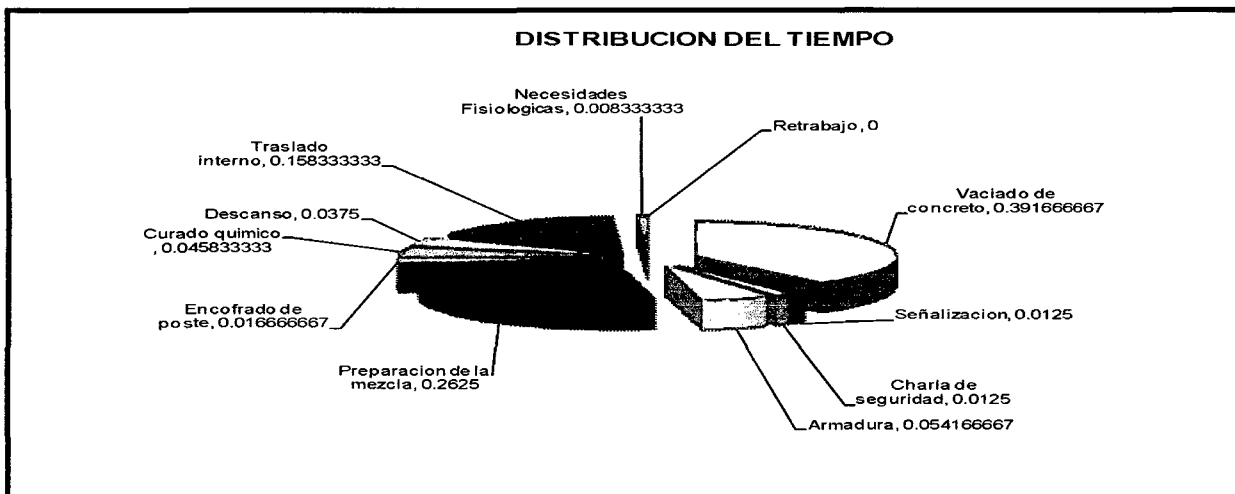 DISTRIBUCION DEL TIEMPO
Necesidades
Fisiologicas, 0.008333333
Retrabajo, 0
Traslado
interno, 0.158333333
Vaciado de
concreto, 0.391666667
Descanso, 0.0375
Curado quimico
, 0.045833333
Encofrado de
poste, 0.016666667
Señalizacion, 0.0125
Preparacion de la
mezcla, 0.2625
Charla de
seguridad, 0.0125
Armadura, 0.054166667